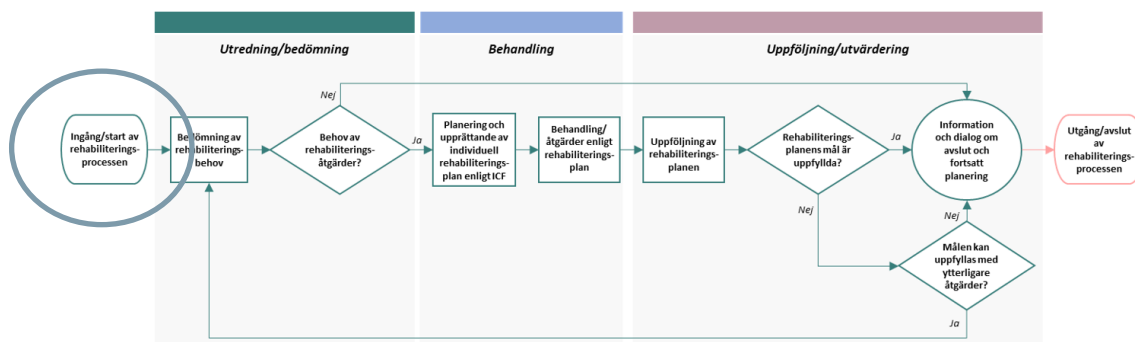 Utredning/bedömning
Behandling
Uppföljning/utvärdering
Ingång/start av
rehabiliterings-
processen
Bedömning av
rehabiliterings-
behov
Nej
Behov av
rehabiliterings-
åtgärder?
Ja
Planering och
upprättande av
individuell
rehabiliterings-
plan enligt ICF
Behandling/
åtgärder enligt
rehabiliterings-
plan
Uppföljning av
rehabiliterings-
planen
Rehabiliterings-
planens mål är
uppfyllda?
Ja
Nej
Information
och dialog om
avslut och
fortsatt
planering
Utgång/avslut
av
rehabiliterings-
processen
Nej
Målen kan
uppfyllas med
ytterligare
åtgärder?
Ja